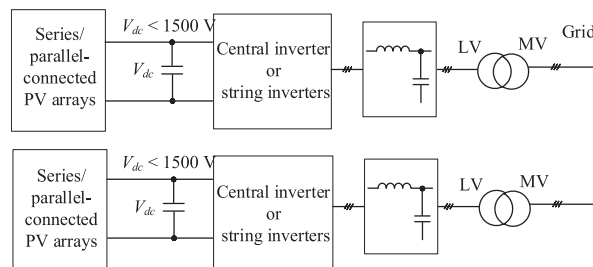 Series/
parallel-
connected
PV arrays
V_dc < 1500 V
V_dc
Central inverter
or
string inverters
LV
MV
Grid
Series/
parallel-
connected
PV arrays
V_dc < 1500 V
V_dc
Central inverter
or
string inverters
LV
MV